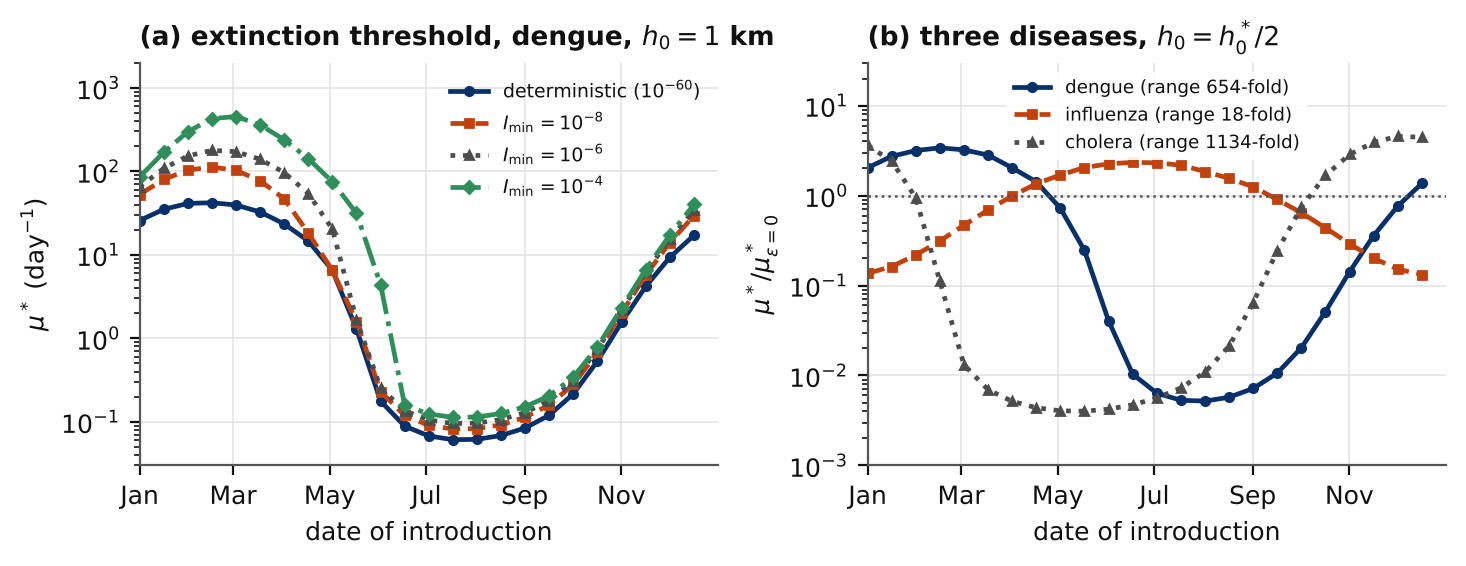 (a) extinction threshold, dengue, h₀ = 1 km
deterministic (10⁻⁶⁰)
I_min = 10⁻⁸
I_min = 10⁻⁶
I_min = 10⁻⁴
10³
10²
10¹
10⁰
10⁻¹
μ* (day⁻¹)
Jan Mar May Jul Sep Nov
date of introduction
(b) three diseases, h₀ = h₀*/2
dengue (range 654-fold)
influenza (range 18-fold)
cholera (range 1134-fold)
10¹
10⁰
10⁻¹
10⁻²
10⁻³
μ*/μ*_ε=0
Jan Mar May Jul Sep Nov
date of introduction